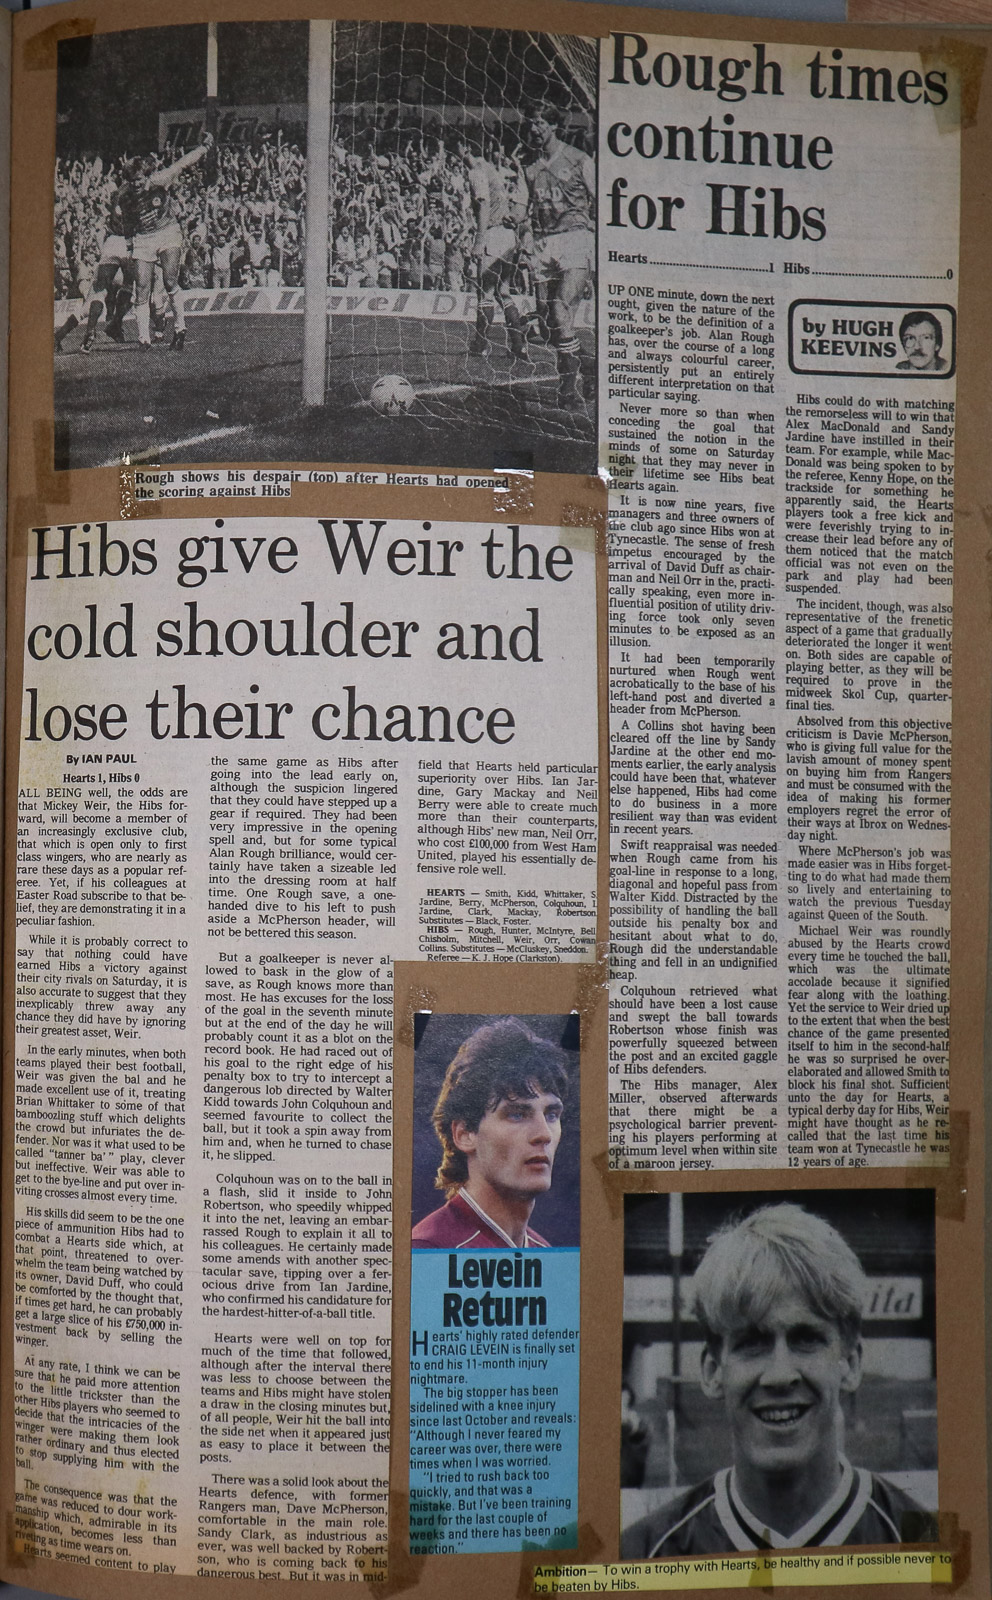 Rough shows his despair (top) after Hearts had opened
the scoring against Hibs
Hibs give Weir the
cold shoulder and
lose their chance
By IAN PAUL
Hearts 1, Hibs 0
ALL BEING well, the odds are
that Mickey Weir, the Hibs for-
ward, will become a member of
an increasingly exclusive club,
that which is open only to first
class wingers, who are nearly as
rare these days as a popular ref-
eree. Yet, if his colleagues at
Easter Road subscribe to that be-
lief, they are demonstrating it in a
peculiar fashion.
While it is probably correct to
say that nothing could have
earned Hibs a victory against
their city rivals on Saturday, it is
also accurate to suggest that they
inexplicably threw away any
chance they did have by ignoring
their greatest asset, Weir.
In the early minutes, when both
teams played their best football,
Weir was given the bal and he
made excellent use of it, treating
Brian Whittaker to some of that
bamboozling stuff which delights
the crowd but infuriates the de-
fender. Nor was it what used to be
called "tanner ba'" play, clever
but ineffective. Weir was able to
get to the bye-line and put over in-
viting crosses almost every time.
His skills did seem to be the one
piece of ammunition Hibs had to
combat a Hearts side which, at
that point, threatened to over-
whelm the team being watched by
its owner, David Duff, who could
be comforted by the thought that,
if times get hard, he can probably
get a large slice of his £750,000 in-
vestment back by selling the
winger.
At any rate, I think we can be
sure that he paid more attention
to the little trickster than the
other Hibs players who seemed to
decide that the intricacies of the
winger were making them look
rather ordinary and thus elected
to stop supplying him with the
ball.
The consequence was that the
game was reduced to dour work-
manship which, admirable in its
application, becomes less than
riveting as time wears on.
Hearts seemed content to play
the same game as Hibs after
going into the lead early on,
although the suspicion lingered
that they could have stepped up a
gear if required. They had been
very impressive in the opening
spell and, but for some typical
Alan Rough brilliance, would cer-
tainly have taken a sizeable led
into the dressing room at half
time. One Rough save, a one-
handed dive to his left to push
aside a McPherson header, will
not be bettered this season.
But a goalkeeper is never al-
lowed to bask in the glow of a
save, as Rough knows more than
most. He has excuses for the loss
of the goal in the seventh minute
but at the end of the day he will
probably count it as a blot on the
record book. He had raced out of
his goal to the right edge of his
penalty box to try to intercept a
dangerous lob directed by Walter
Kidd towards John Colquhoun and
seemed favourite to collect the
ball, but it took a spin away from
him and, when he turned to chase
it, he slipped.
Colquhoun was on to the ball in
a flash, slid it inside to John
Robertson, who speedily whipped
it into the net, leaving an embar-
rassed Rough to explain it all to
his colleagues. He certainly made
some amends with another spec-
tacular save, tipping over a fer-
ocious drive from Ian Jardine,
who confirmed his candidature for
the hardest-hitter-of-a-ball title.
Hearts were well on top for
much of the time that followed,
although after the interval there
was less to choose between the
teams and Hibs might have stolen
a draw in the closing minutes but,
of all people, Weir hit the ball into
the side net when it appeared just
as easy to place it between the
posts.
There was a solid look about the
Hearts defence, with former
Rangers man, Dave McPherson,
comfortable in the main role.
Sandy Clark, as industrious as
ever, was well backed by Robert-
son, who is coming back to his
dangerous best. But it was in mid-
field that Hearts held particular
superiority over Hibs. Ian Jar-
dine, Gary Mackay and Neil
Berry were able to create much
more than their counterparts,
although Hibs' new man, Neil Orr,
who cost £100,000 from West Ham
United, played his essentially de-
fensive role well.
HEARTS — Smith, Kidd, Whittaker, S.
Jardine, Berry, McPherson, Colquhoun, I.
Jardine, Clark, Mackay, Robertson.
Substitutes — Black, Foster.
HIBS — Rough, Hunter, McIntyre, Bell,
Chisholm, Mitchell, Weir, Orr, Cowan,
Collins. Substitutes — McCluskey, Sneddon.
Referee — K. J. Hope (Clarkston).
Levein
Return
Hearts' highly rated defender
CRAIG LEVEIN is finally set
to end his 11-month injury
nightmare.
The big stopper has been
sidelined with a knee injury
since last October and reveals:
"Although I never feared my
career was over, there were
times when I was worried.
"I tried to rush back too
quickly, and that was a
mistake. But I've been training
hard for the last couple of
weeks and there has been no
reaction."
Rough times
continue
for Hibs
Hearts..............................1 Hibs..............................0
by HUGH
KEEVINS
UP ONE minute, down the next
ought, given the nature of the
work, to be the definition of a
goalkeeper's job. Alan Rough
has, over the course of a long
and always colourful career,
persistently put an entirely
different interpretation on that
particular saying.
Never more so than when
conceding the goal that
sustained the notion in the
minds of some on Saturday
night that they may never in
their lifetime see Hibs beat
Hearts again.
It is now nine years, five
managers and three owners of
the club ago since Hibs won at
Tynecastle. The sense of fresh
impetus encouraged by the
arrival of David Duff as chair-
man and Neil Orr in the, practi-
cally speaking, even more in-
fluential position of utility driv-
ing force took only seven
minutes to be exposed as an
illusion.
It had been temporarily
nurtured when Rough went
acrobatically to the base of his
left-hand post and diverted a
header from McPherson.
A Collins shot having been
cleared off the line by Sandy
Jardine at the other end mo-
ments earlier, the early analysis
could have been that, whatever
else happened, Hibs had come
to do business in a more
resilient way than was evident
in recent years.
Swift reappraisal was needed
when Rough came from his
goal-line in response to a long,
diagonal and hopeful pass from
Walter Kidd. Distracted by the
possibility of handling the ball
outside his penalty box and
hesitant about what to do,
Rough did the understandable
thing and fell in an undignified
heap.
Colquhoun retrieved what
should have been a lost cause
and swept the ball towards
Robertson whose finish was
powerfully squeezed between
the post and an excited gaggle
of Hibs defenders.
The Hibs manager, Alex
Miller, observed afterwards
that there might be a
psychological barrier prevent-
ing his players performing at
optimum level when within site
of a maroon jersey.
Hibs could do with matching
the remorseless will to win that
Alex MacDonald and Sandy
Jardine have instilled in their
team. For example, while Mac-
Donald was being spoken to by
the referee, Kenny Hope, on the
trackside for something he
apparently said, the Hearts
players took a free kick and
were feverishly trying to in-
crease their lead before any of
them noticed that the match
official was not even on the
park and play had been
suspended.
The incident, though, was also
representative of the frenetic
aspect of a game that gradually
deteriorated the longer it went
on. Both sides are capable of
playing better, as they will be
required to prove in the
midweek Skol Cup, quarter-
final ties.
Absolved from this objective
criticism is Davie McPherson,
who is giving full value for the
lavish amount of money spent
on buying him from Rangers
and must be consumed with the
idea of making his former
employers regret the error of
their ways at Ibrox on Wednes-
day night.
Where McPherson's job was
made easier was in Hibs forget-
ting to do what had made them
so lively and entertaining to
watch the previous Tuesday
against Queen of the South.
Michael Weir was roundly
abused by the Hearts crowd
every time he touched the ball,
which was the ultimate
accolade because it signified
fear along with the loathing.
Yet the service to Weir dried up
to the extent that when the best
chance of the game presented
itself to him in the second-half
he was so surprised he over-
elaborated and allowed Smith to
block his final shot. Sufficient
unto the day for Hearts, a
typical derby day for Hibs, Weir
might have thought as he re-
called that the last time his
team won at Tynecastle he was
12 years of age.
Ambition— To win a trophy with Hearts, be healthy and if possible never to
be beaten by Hibs.